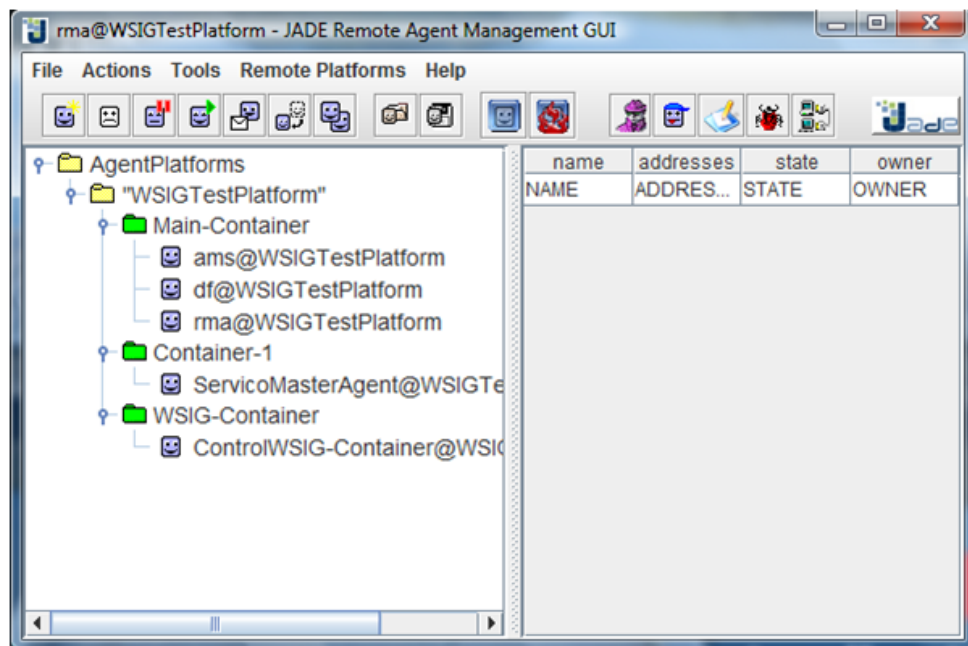 rma@WSIGTestPlatform - JADE Remote Agent Management GUI
File Actions Tools Remote Platforms Help
Jade
AgentPlatforms
"WSIGTestPlatform"
Main-Container
ams@WSIGTestPlatform
df@WSIGTestPlatform
rma@WSIGTestPlatform
Container-1
ServicoMasterAgent@WSIGTe
WSIG-Container
ControlWSIG-Container@WSIG
name addresses state owner
NAME ADDRES... STATE OWNER